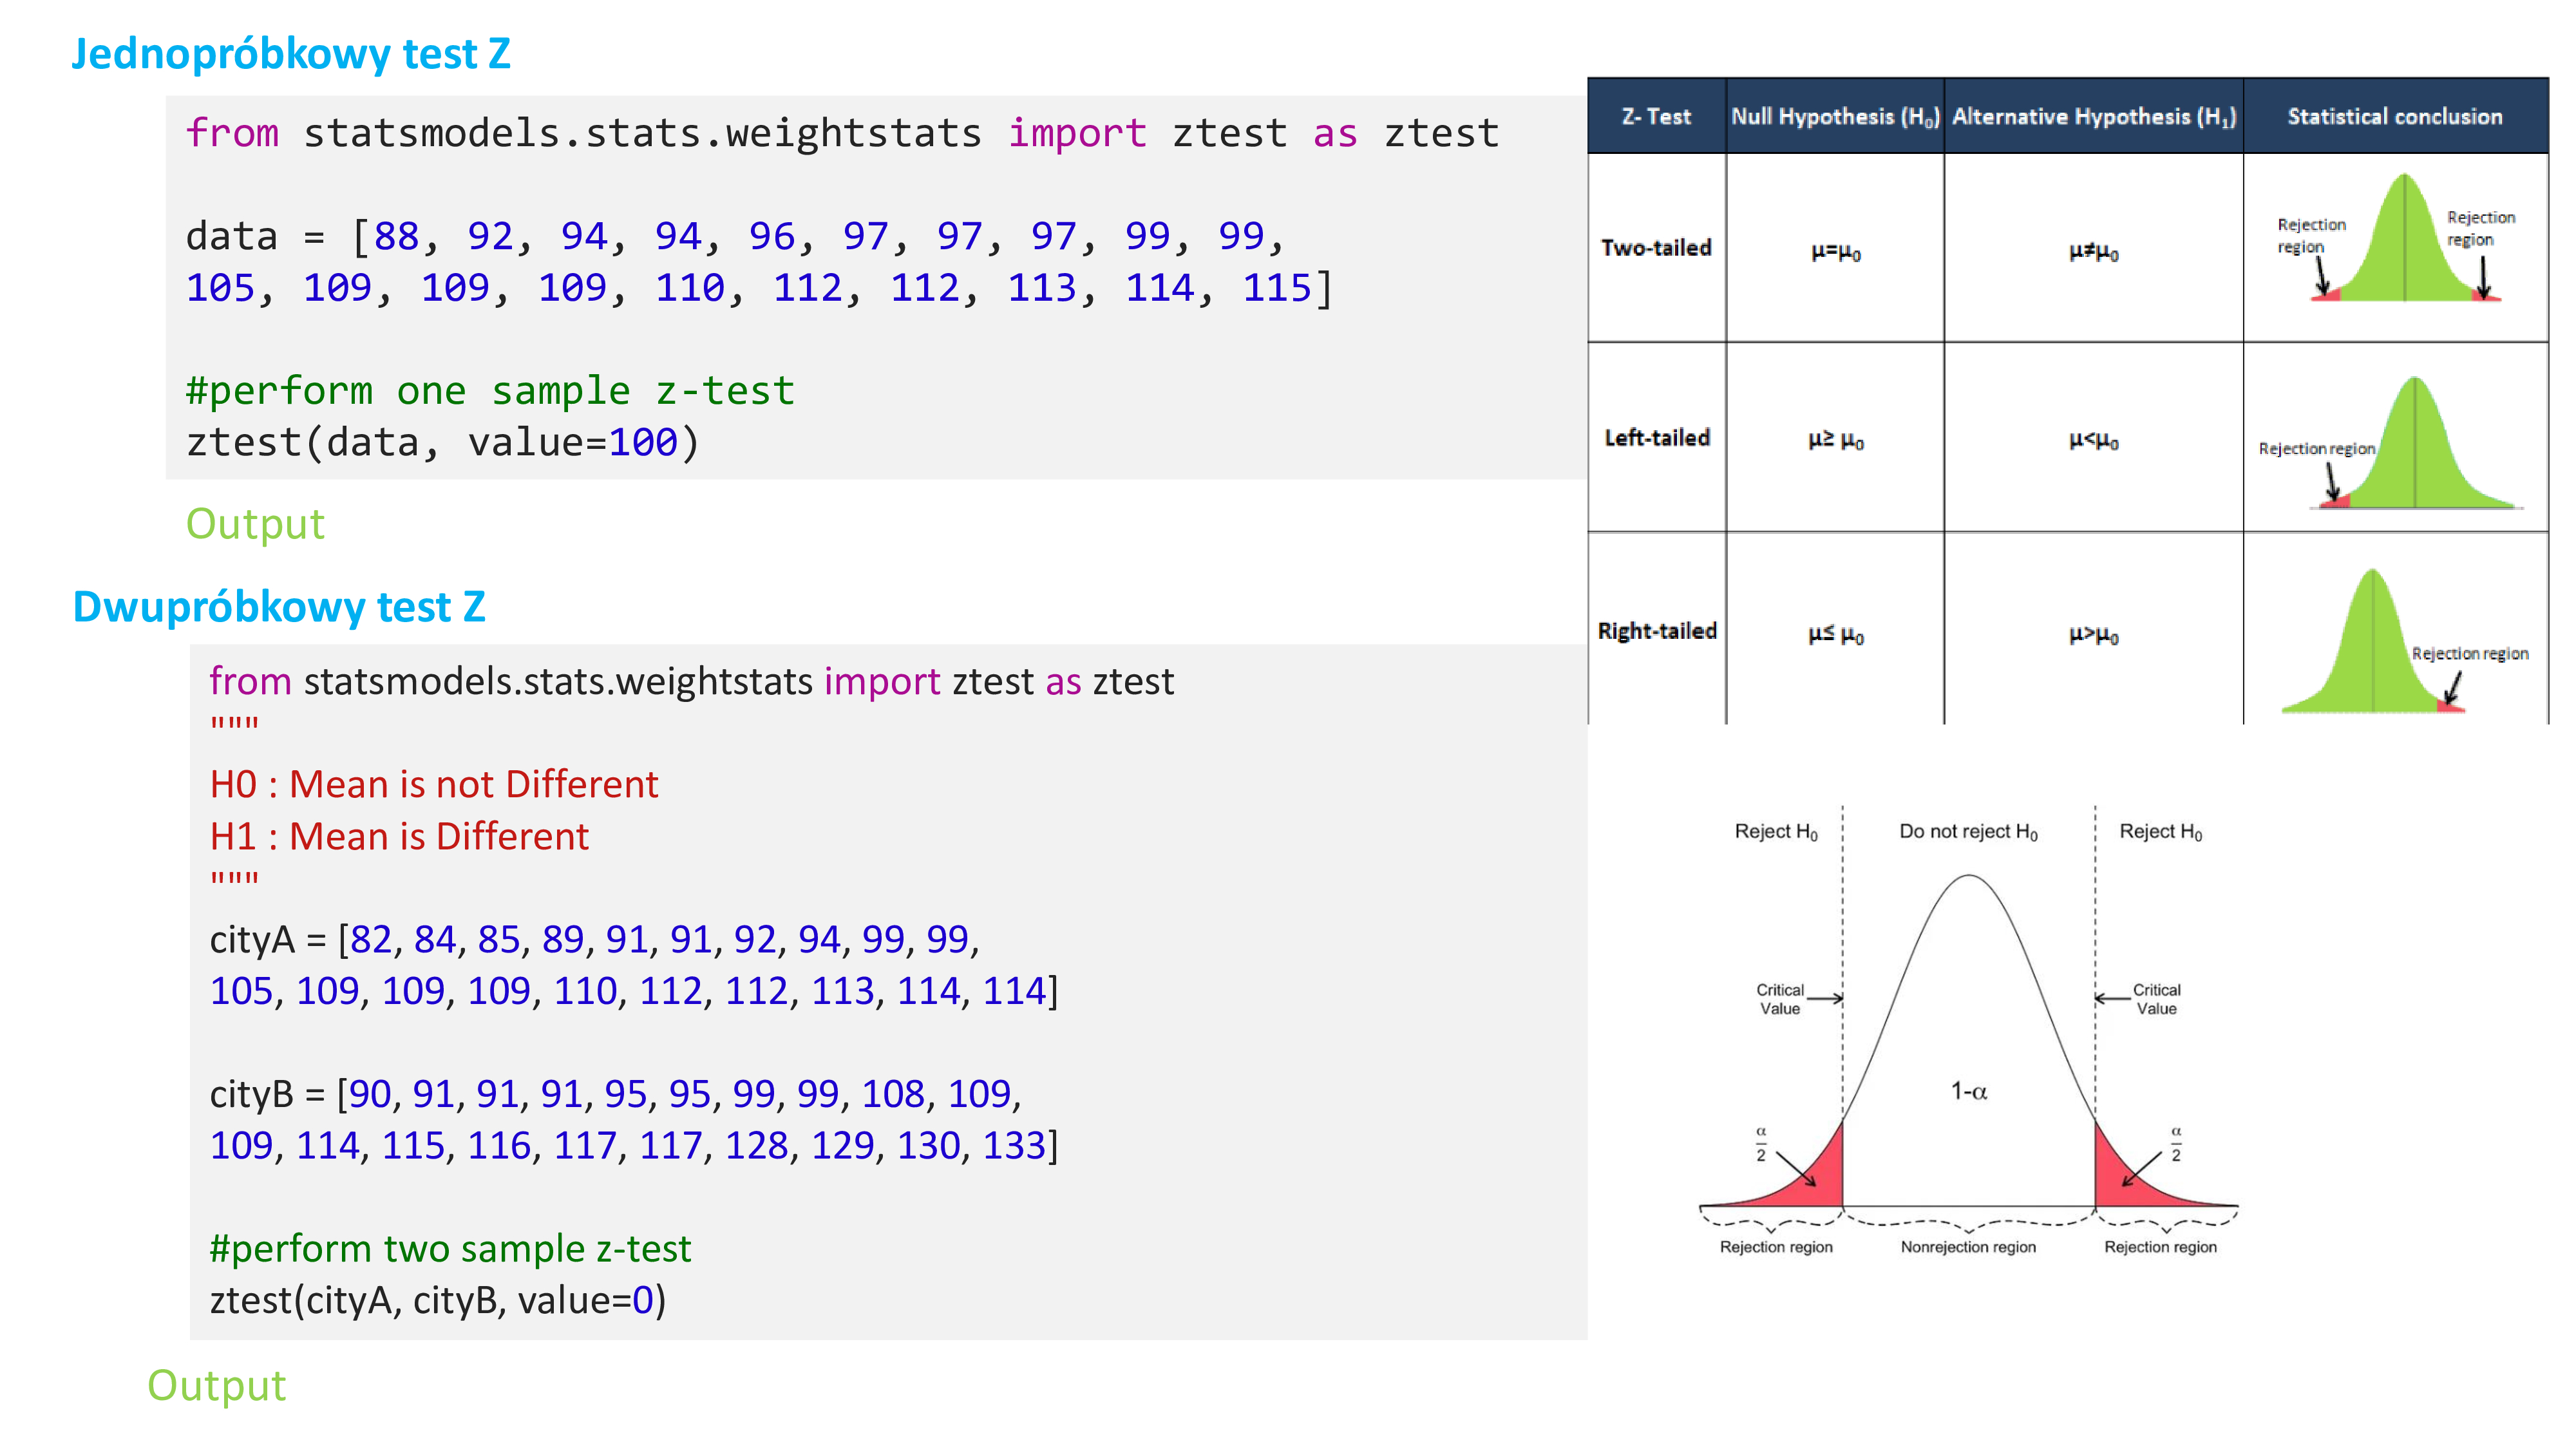 Jednopróbkowy test Z
from statsmodels.stats.weightstats import ztest as ztest
data = [88, 92, 94, 94, 96, 97, 97, 97, 99, 99,
105, 109, 109, 109, 110, 112, 112, 113, 114, 115]
#perform one sample z-test
ztest(data, value=100)
Output
Dwupróbkowy test Z
from statsmodels.stats.weightstats import ztest as ztest
"""
H0 : Mean is not Different
H1 : Mean is Different
"""
cityA = [82, 84, 85, 89, 91, 91, 92, 94, 99, 99,
105, 109, 109, 109, 110, 112, 112, 113, 114, 114]
cityB = [90, 91, 91, 91, 95, 95, 99, 99, 108, 109,
109, 114, 115, 116, 117, 117, 128, 129, 130, 133]
#perform two sample z-test
ztest(cityA, cityB, value=0)
Output
Z- Test Null Hypothesis (H₀) Alternative Hypothesis (H₁) Statistical conclusion
Two-tailed μ=μ₀ μ≠μ₀
Rejection
region
Rejection
region
Left-tailed μ≥ μ₀ μ<μ₀
Rejection region
Right-tailed μ≤ μ₀ μ>μ₀
Rejection region
Reject H₀ Do not reject H₀ Reject H₀
Critical
Value
Critical
Value
1-α
α
2
α
2
Rejection region Nonrejection region Rejection region